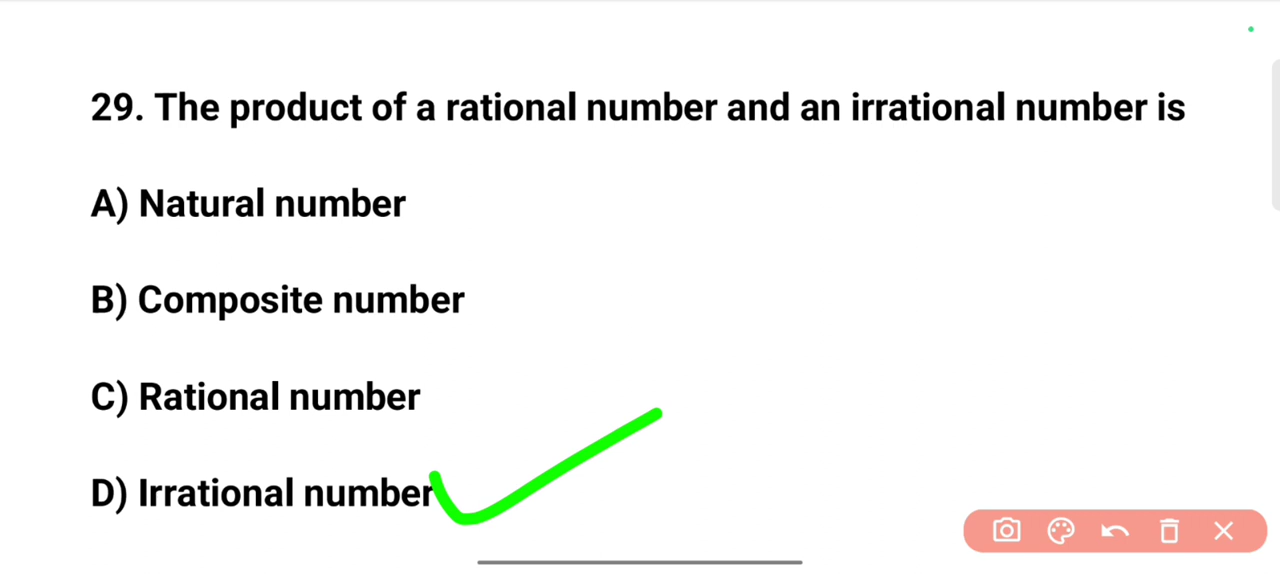 29. The product of a rational number and an irrational number is
A) Natural number
B) Composite number
C) Rational number
D) Irrational number